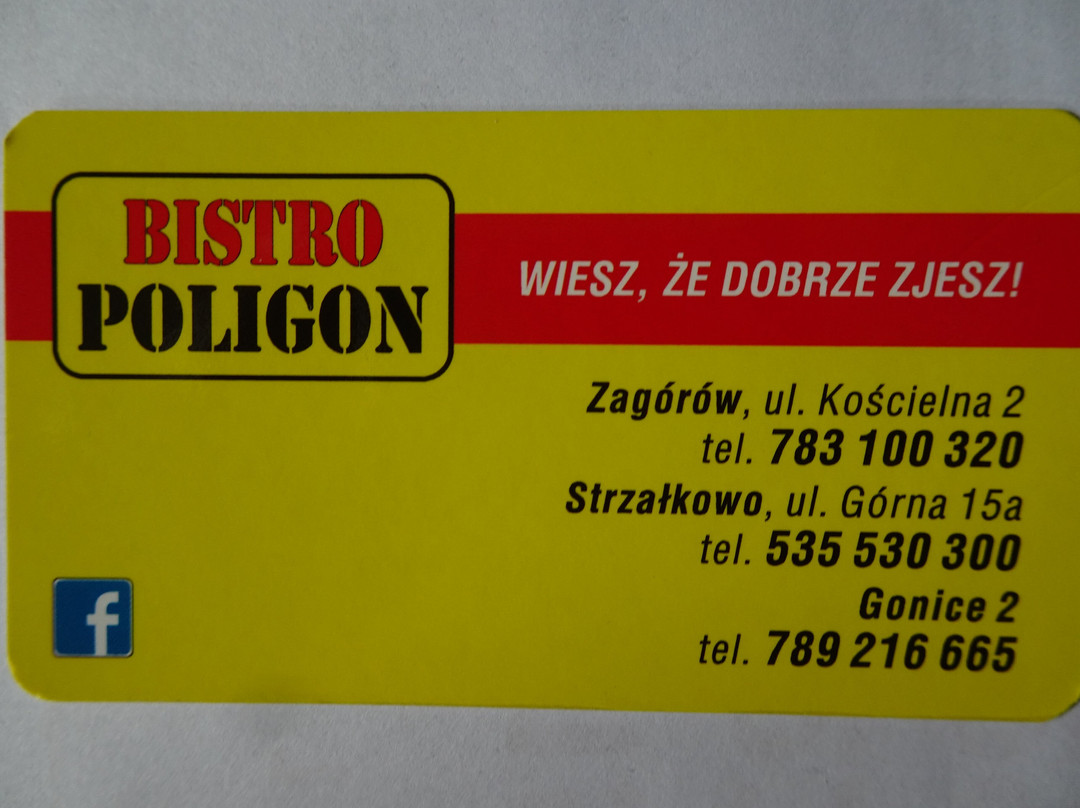 BISTRO
POLIGON
WIESZ, ŻE DOBRZE ZJESZ!
Zagórów, ul. Kościelna 2
tel. 783 100 320
Strzałkowo, ul. Górna 15a
tel. 535 530 300
Gonice 2
tel. 789 216 665
f